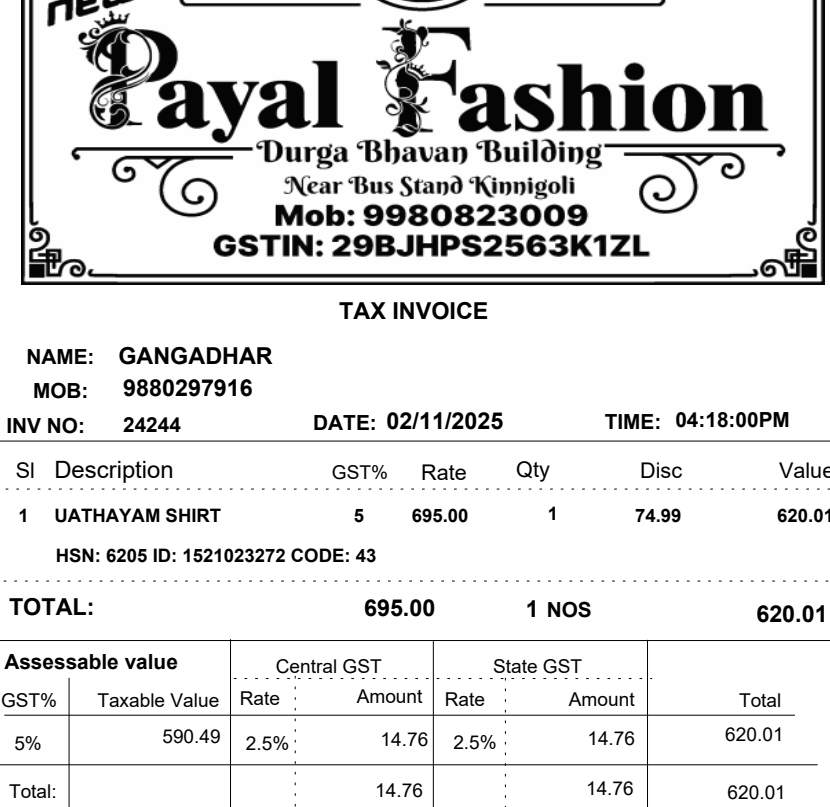 new
Payal Fashion
Durga Bhavan Building
Near Bus Stand Kinnigoli
Mob: 9980823009
GSTIN: 29BJHPS2563K1ZL
TAX INVOICE
NAME: GANGADHAR
MOB: 9880297916
INV NO: 24244 DATE: 02/11/2025 TIME: 04:18:00PM
Sl Description GST% Rate Qty Disc Value
1 UATHAYAM SHIRT 5 695.00 1 74.99 620.01
HSN: 6205 ID: 1521023272 CODE: 43
TOTAL: 695.00 1 NOS 620.01
Assessable value Central GST State GST
GST% Taxable Value Rate Amount Rate Amount Total
5% 590.49 2.5% 14.76 2.5% 14.76 620.01
Total: 14.76 14.76 620.01